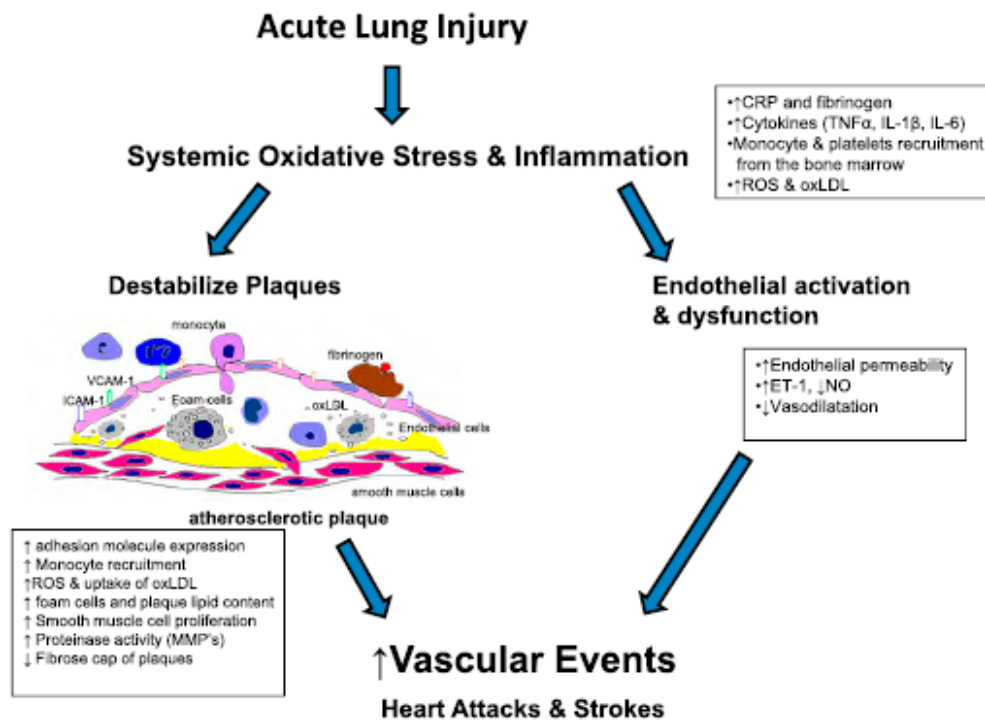 Acute Lung Injury
•↑CRP and fibrinogen
•↑Cytokines (TNFα, IL-1β, IL-6)
•Monocyte & platelets recruitment
from the bone marrow
•↑ROS & oxLDL
Systemic Oxidative Stress & Inflammation
Destabilize Plaques
Endothelial activation
& dysfunction
monocyte
fibrinogen
VCAM-1
ICAM-1
Foam-cells
oxLDL
Endothelial cells
smooth muscle cells
atherosclerotic plaque
•↑Endothelial permeability
•↑ET-1, ↓NO
•↓Vasodilatation
↑ adhesion molecule expression
↑ Monocyte recruitment
↑ROS & uptake of oxLDL
↑ foam cells and plaque lipid content
↑ Smooth muscle cell proliferation
↑ Proteinase activity (MMP's)
↓ Fibrose cap of plaques
↑Vascular Events
Heart Attacks & Strokes